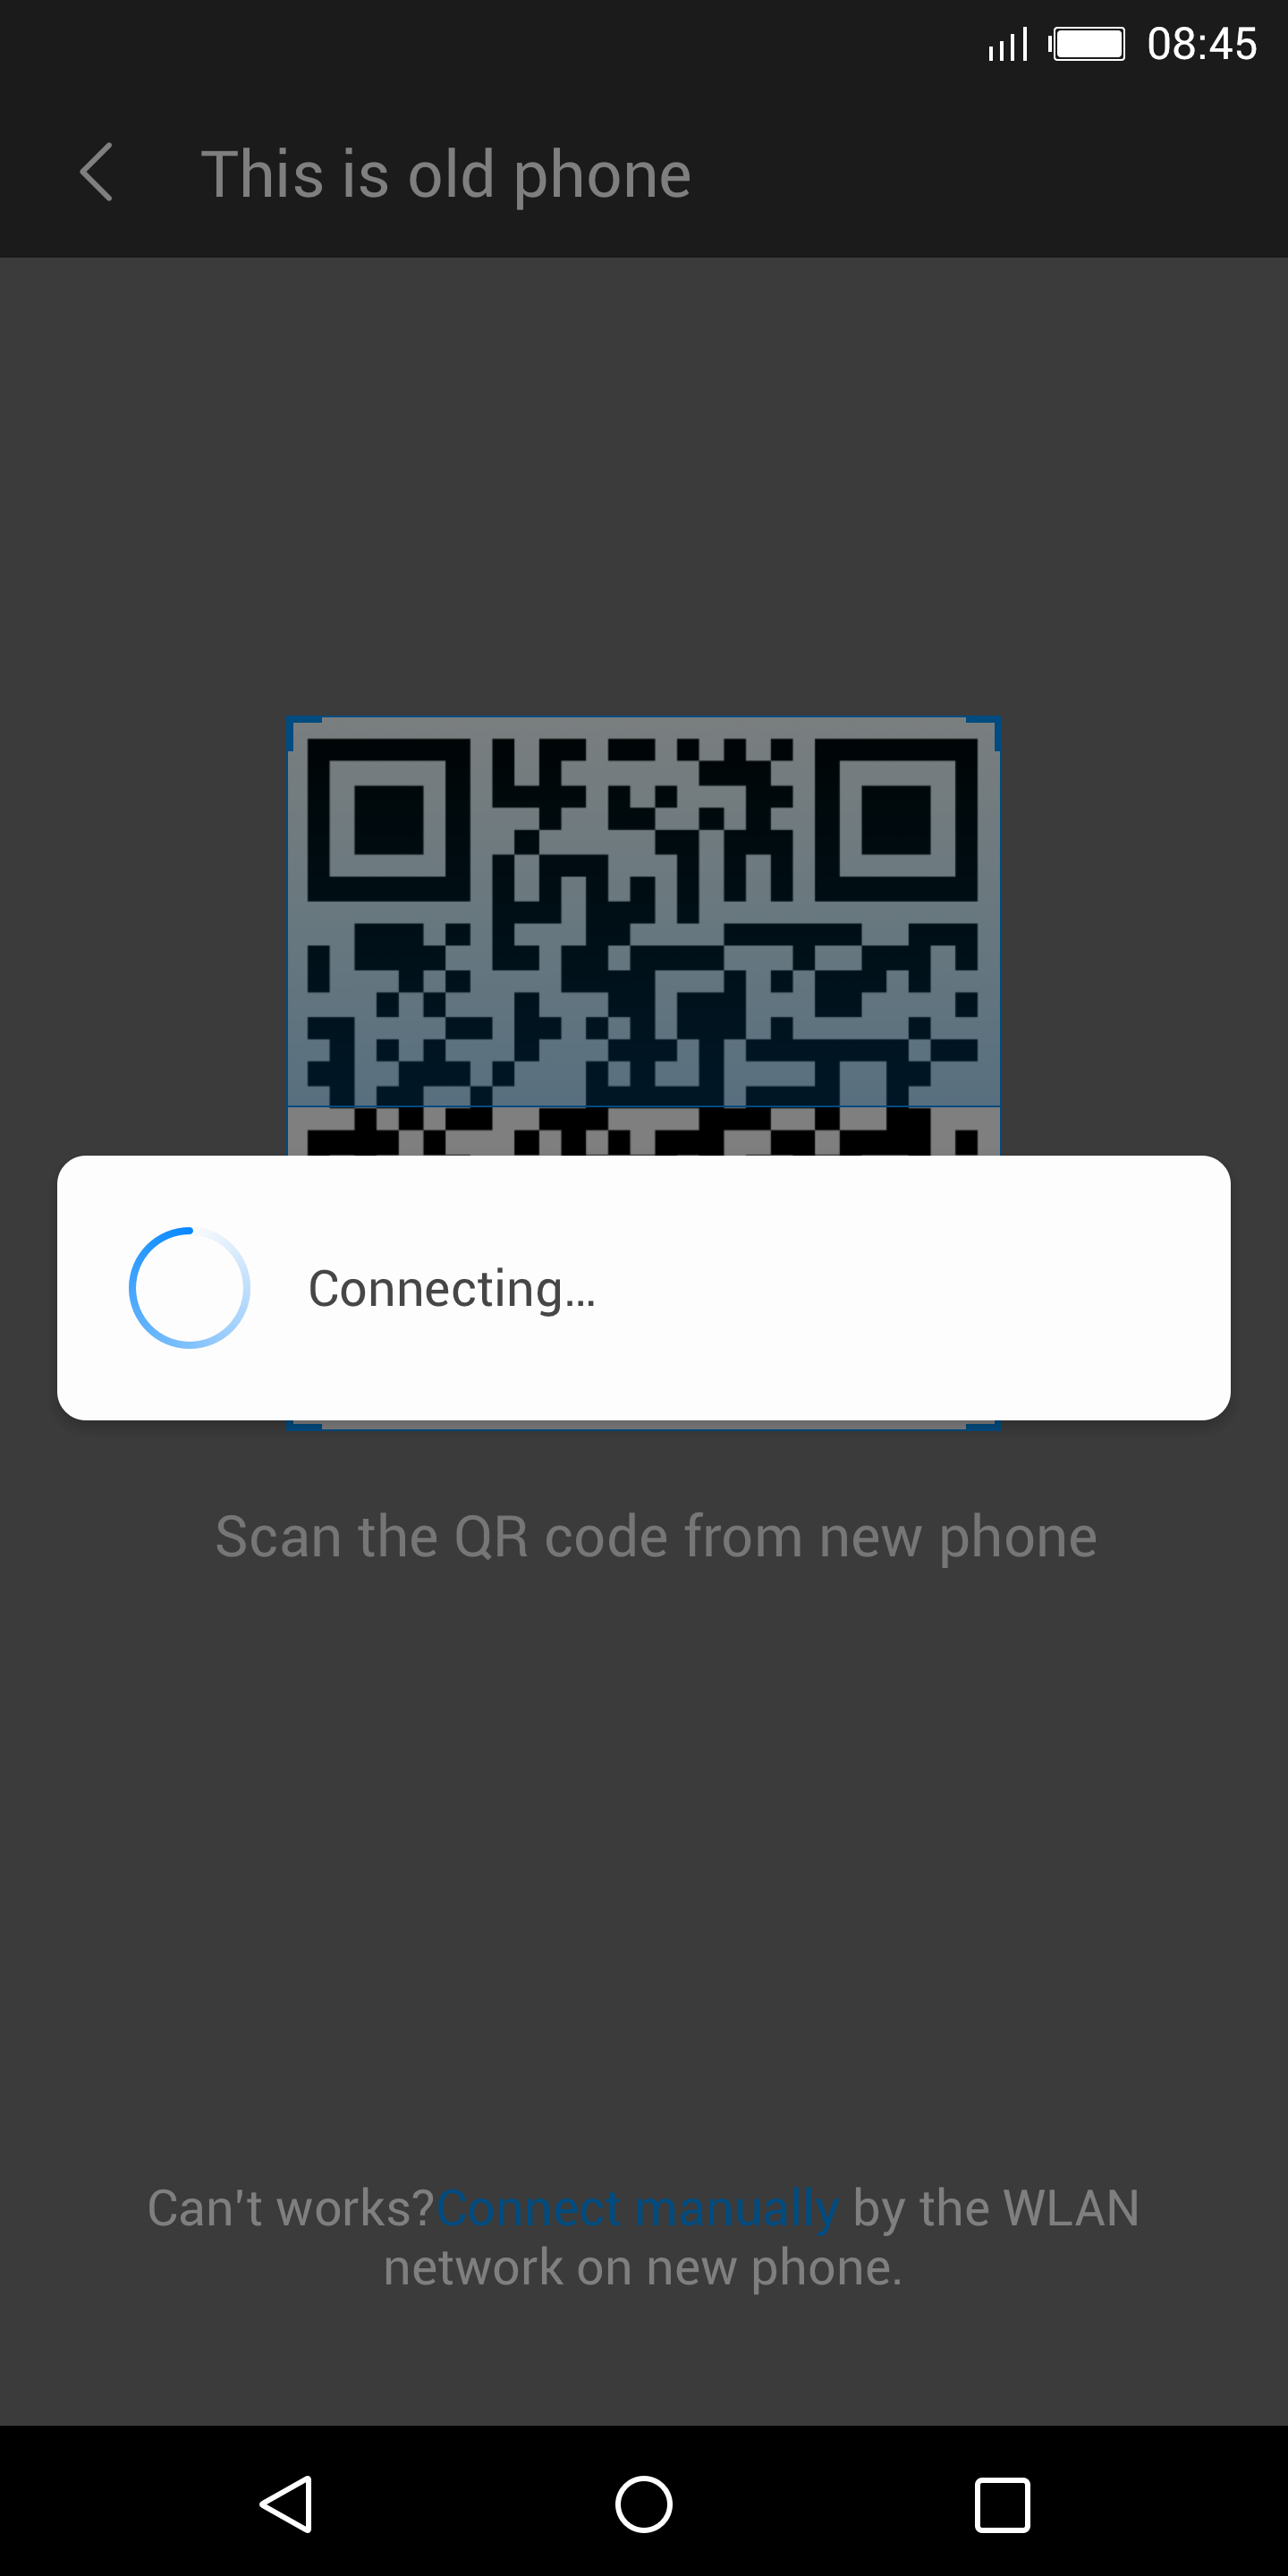 08:45
This is old phone
Connecting...
Scan the QR code from new phone
Can't works?Connect manually by the WLAN
network on new phone.